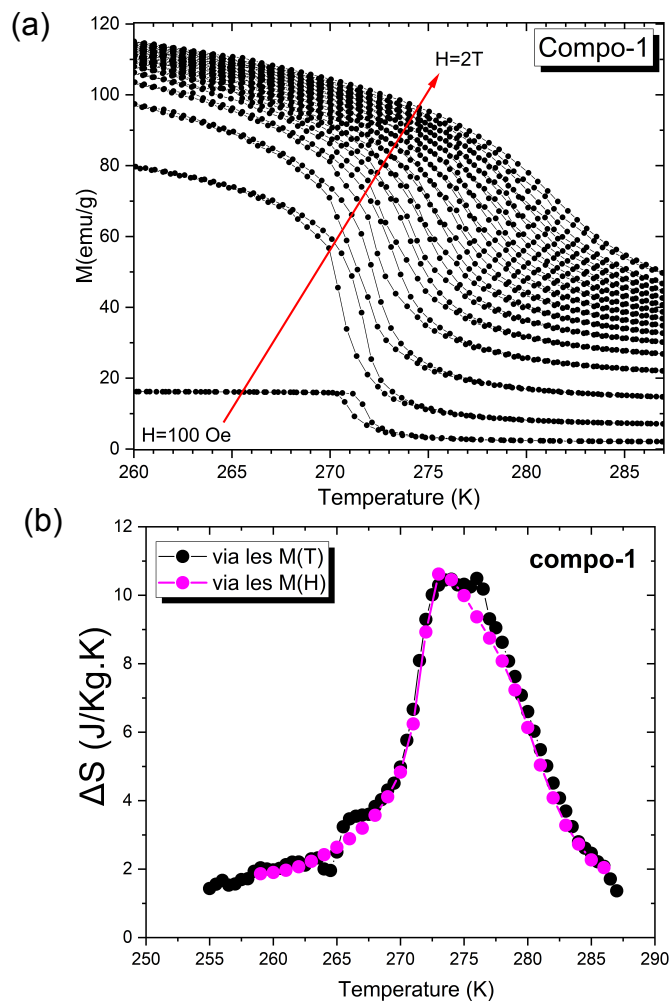 (a)
Compo-1
H=2T
H=100 Oe
M(emu/g)
120
100
80
60
40
20
0
260 265 270 275 280 285
Temperature (K)
(b)
via les M(T)
via les M(H)
compo-1
ΔS (J/Kg.K)
12
10
8
6
4
2
0
250 255 260 265 270 275 280 285 290
Temperature (K)